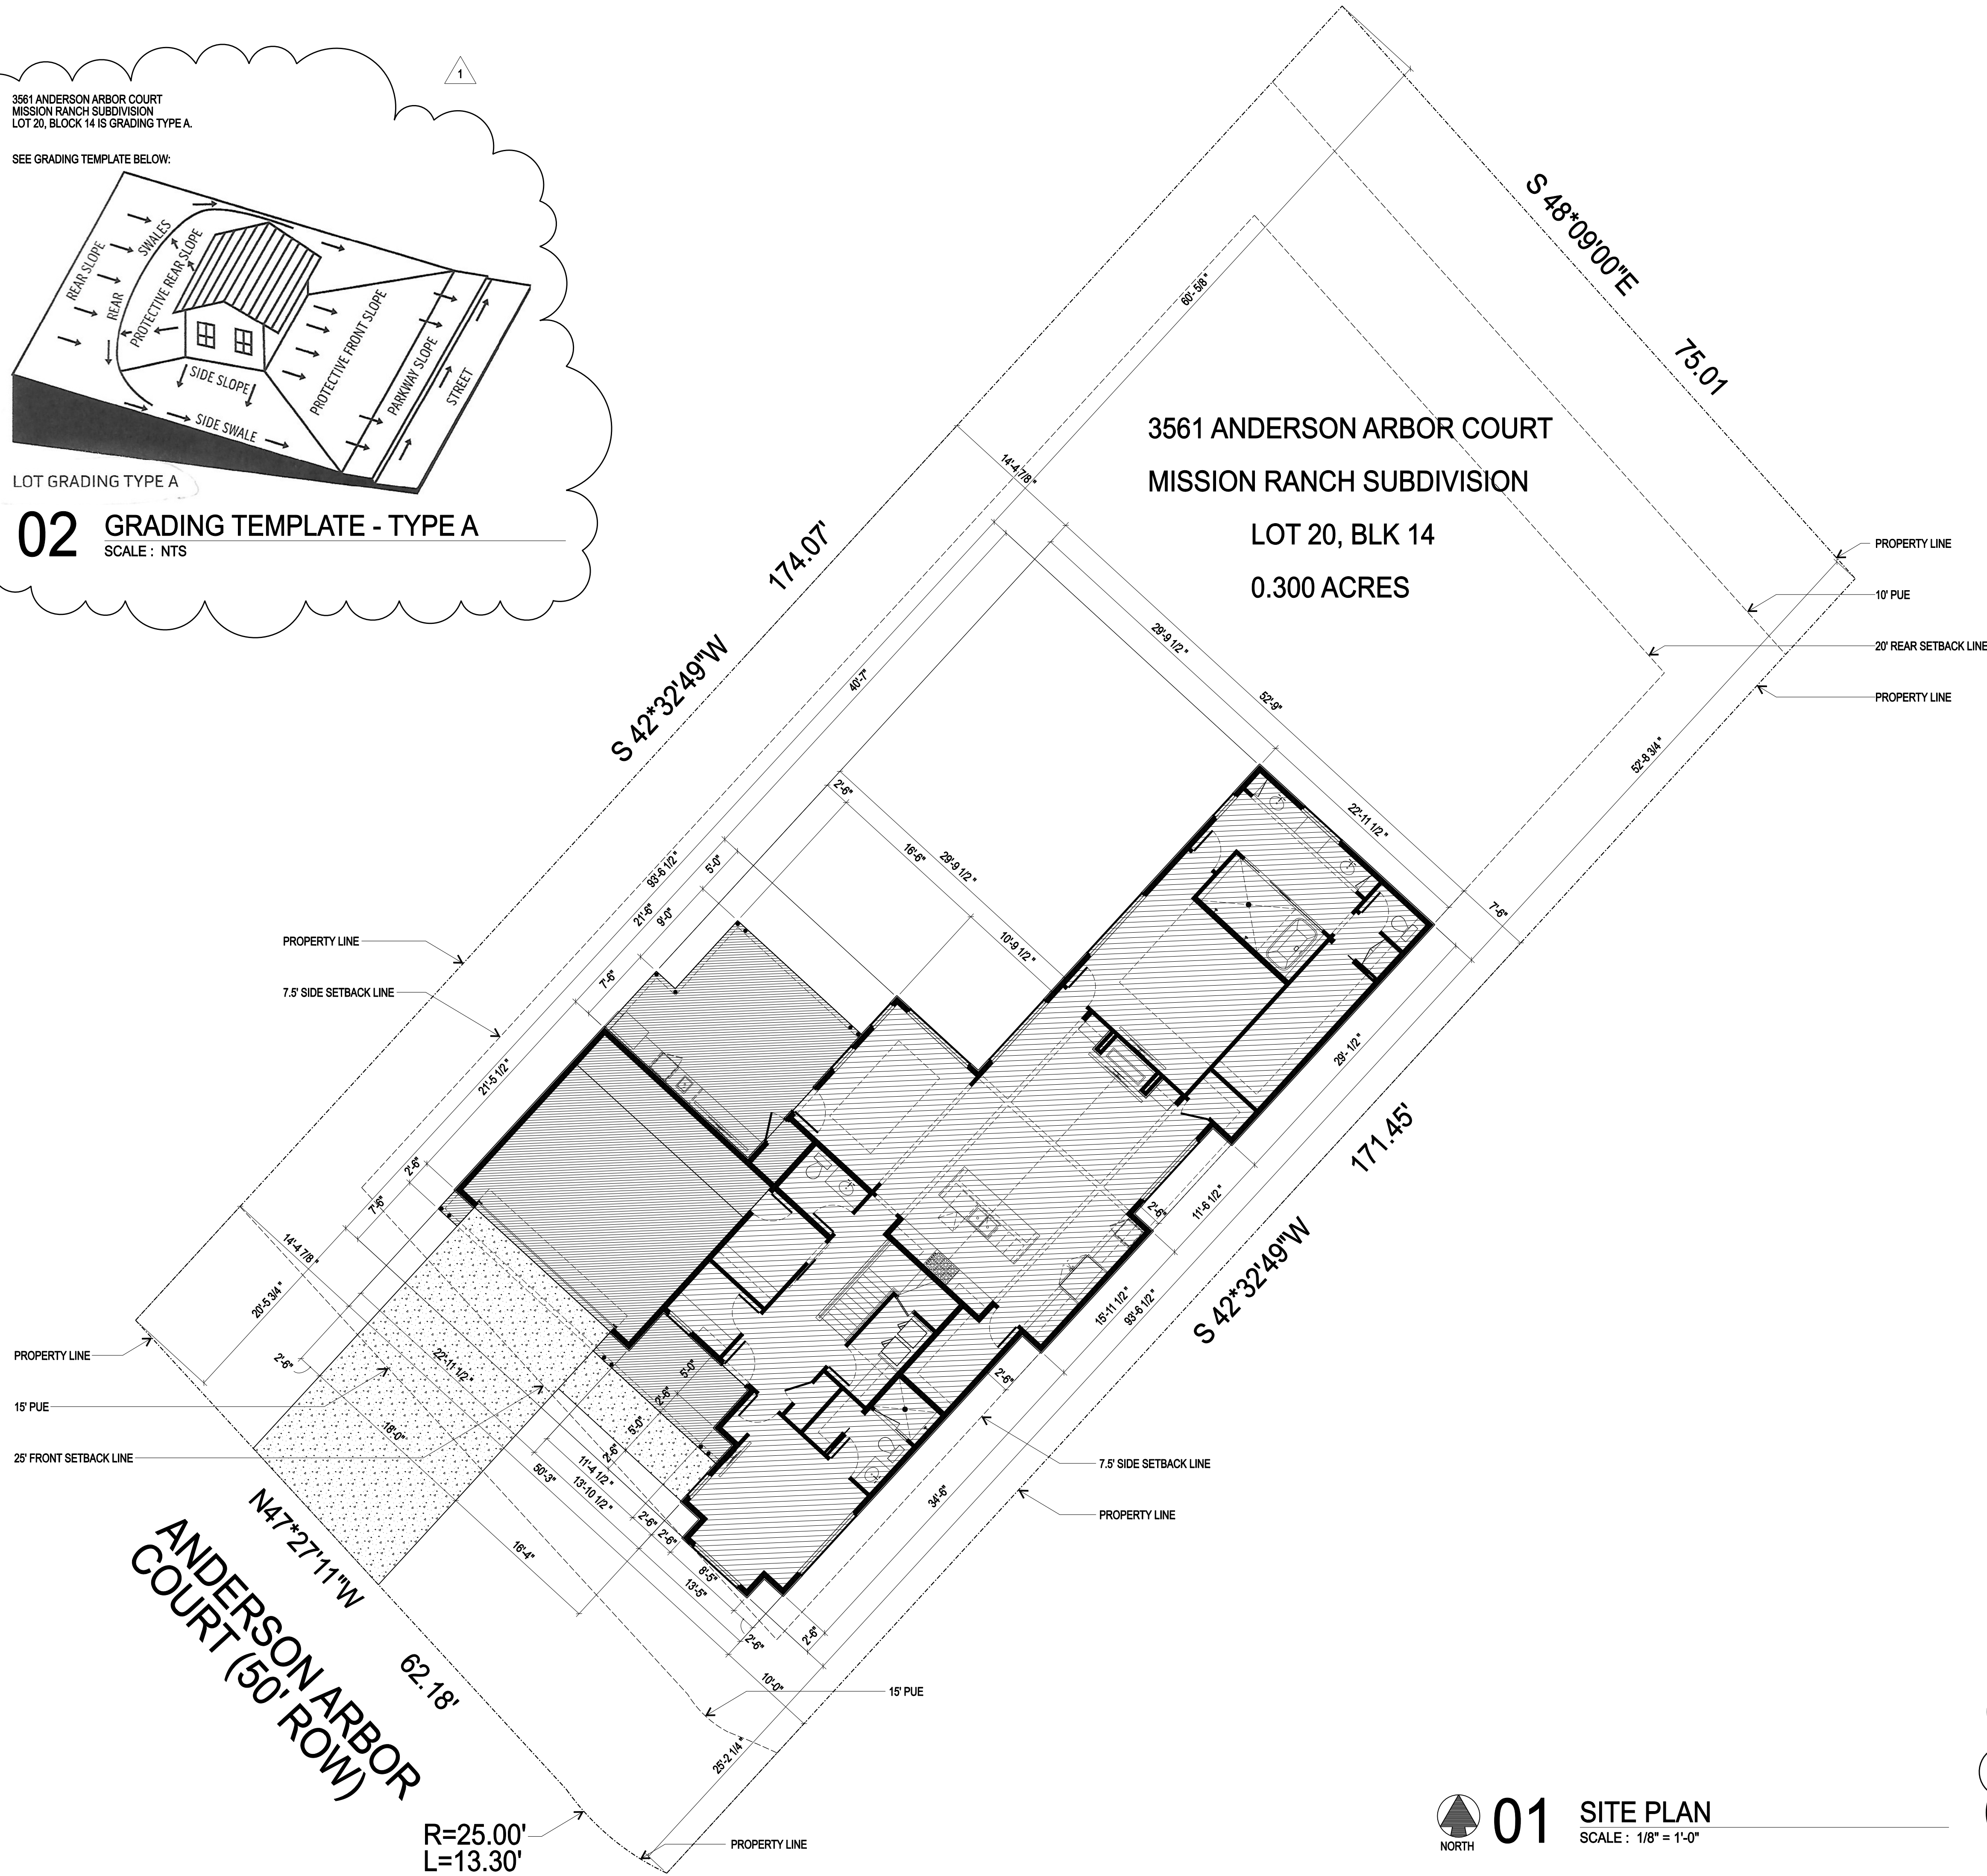 1
3561 ANDERSON ARBOR COURT
MISSION RANCH SUBDIVISION
LOT 20, BLOCK 14 IS GRADING TYPE A.
SEE GRADING TEMPLATE BELOW:
REAR SLOPE
SWALES
REAR
PROTECTIVE REAR SLOPE
SIDE SLOPE
SIDE SWALE
PROTECTIVE FRONT SLOPE
PARKWAY SLOPE
STREET
LOT GRADING TYPE A
02
GRADING TEMPLATE - TYPE A
SCALE : NTS
S 48*09'00"E
75.01
60'- 5/8"
3561 ANDERSON ARBOR COURT
MISSION RANCH SUBDIVISION
LOT 20, BLK 14
0.300 ACRES
PROPERTY LINE
10' PUE
20' REAR SETBACK LINE
PROPERTY LINE
174.07'
S 42*32'49"W
14'-4 7/8"
29'-9 1/2"
52'-9"
40'-7"
52'-8 3/4"
22'-11 1/2"
7'-6"
2'-6"
16'-6"
29'-9 1/2"
10'-9 1/2"
93'-6 1/2"
5'-0"
21'-6"
9'-0"
7'-6"
21'-5 1/2"
PROPERTY LINE
7.5' SIDE SETBACK LINE
29'- 1/2"
171.45'
S 42*32'49"W
11'-6 1/2"
2'-6"
15'-11 1/2"
93'-6 1/2"
2'-6"
7'-6"
14'-4 7/8"
20'-5 3/4"
2'-6"
22'-11 1/2"
18'-0"
PROPERTY LINE
15' PUE
25' FRONT SETBACK LINE
5'-0"
2'-6"
5'-0"
2'-6"
11'-4 1/2"
13'-10 1/2"
50'-3"
16'-4"
2'-6"
2'-6"
8'-5"
13'-5"
2'-6"
2'-6"
2'-6"
34'-6"
10'-0"
25'-2 1/4"
7.5' SIDE SETBACK LINE
PROPERTY LINE
15' PUE
N47*27'11"W
62.18'
ANDERSON ARBOR
COURT (50' ROW)
R=25.00'
L=13.30'
PROPERTY LINE
NORTH
01
SITE PLAN
SCALE : 1/8" = 1'-0"